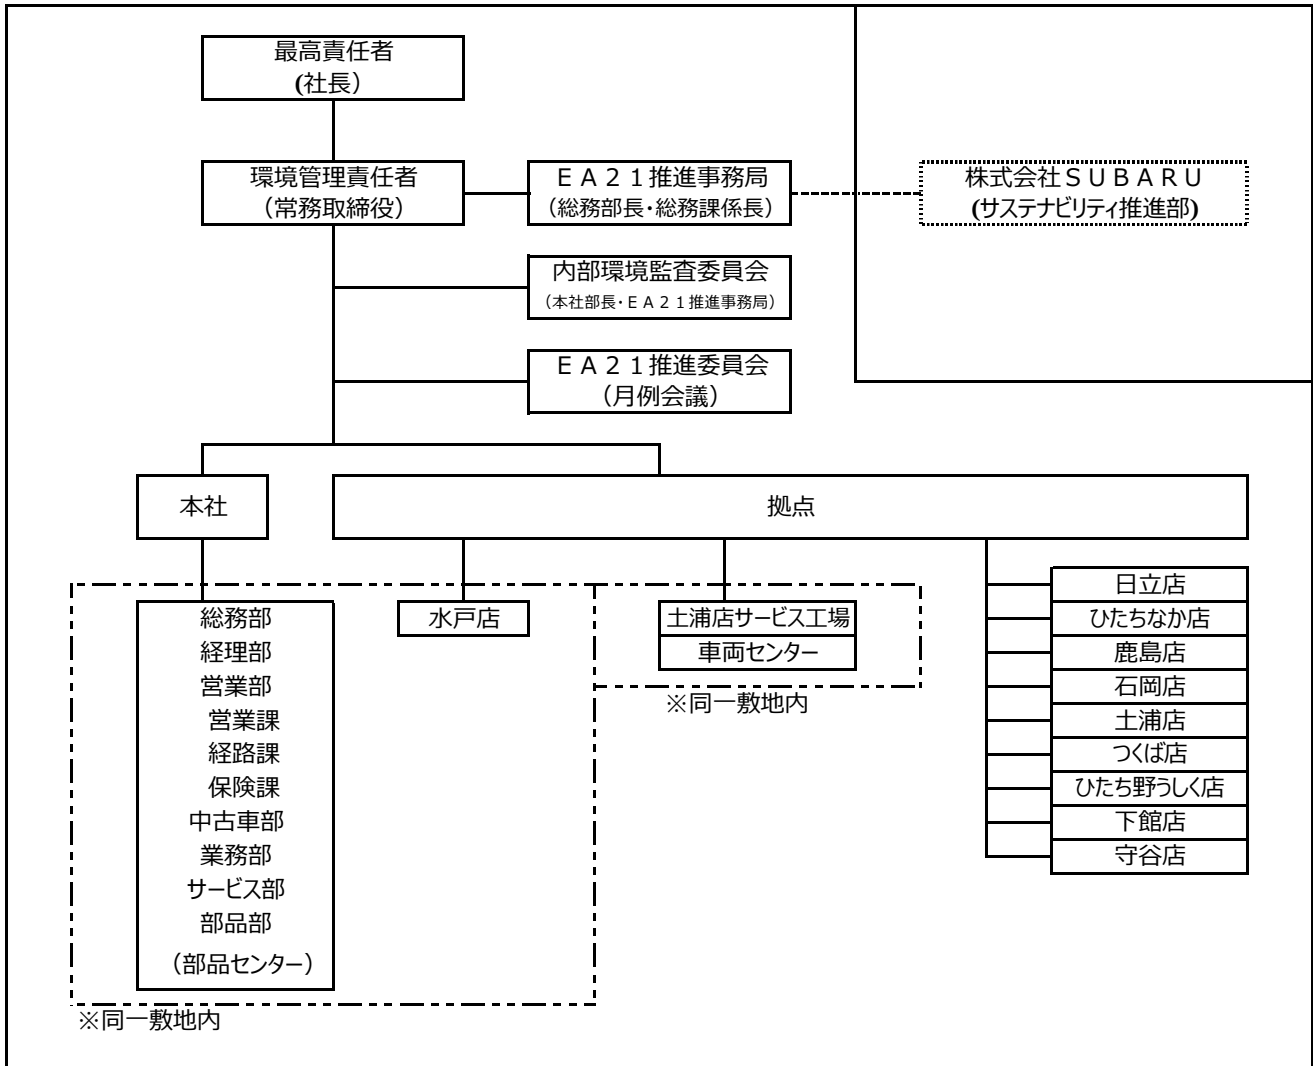 最高責任者
(社長）
環境管理責任者
（常務取締役）
ＥＡ２１推進事務局
（総務部長・総務課係長）
株式会社ＳＵＢＡＲＵ
(サステナビリティ推進部)
内部環境監査委員会
（本社部長・ＥＡ２１推進事務局）
ＥＡ２１推進委員会
（月例会議）
本社
拠点
総務部
経理部
営業部
営業課
経路課
保険課
中古車部
業務部
サービス部
部品部
（部品センター）
※同一敷地内
水戸店
土浦店サービス工場
車両センター
※同一敷地内
日立店
ひたちなか店
鹿島店
石岡店
土浦店
つくば店
ひたち野うしく店
下館店
守谷店